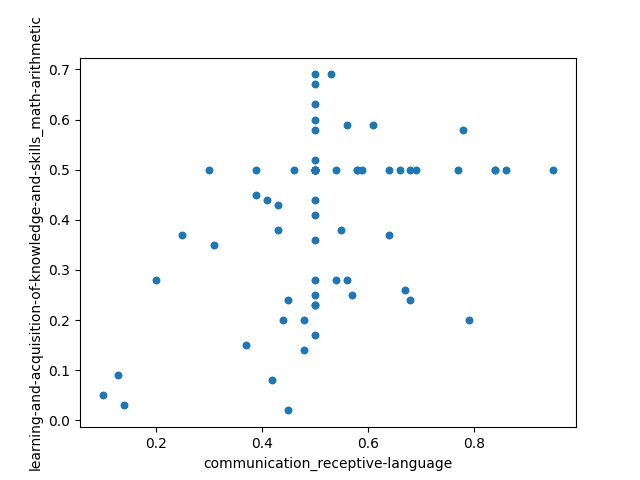 learning-and-acquisition-of-knowledge-and-skills_math-arithmetic
0.7
0.6
0.5
0.4
0.3
0.2
0.1
0.0
0.2 0.4 0.6 0.8
communication_receptive-language